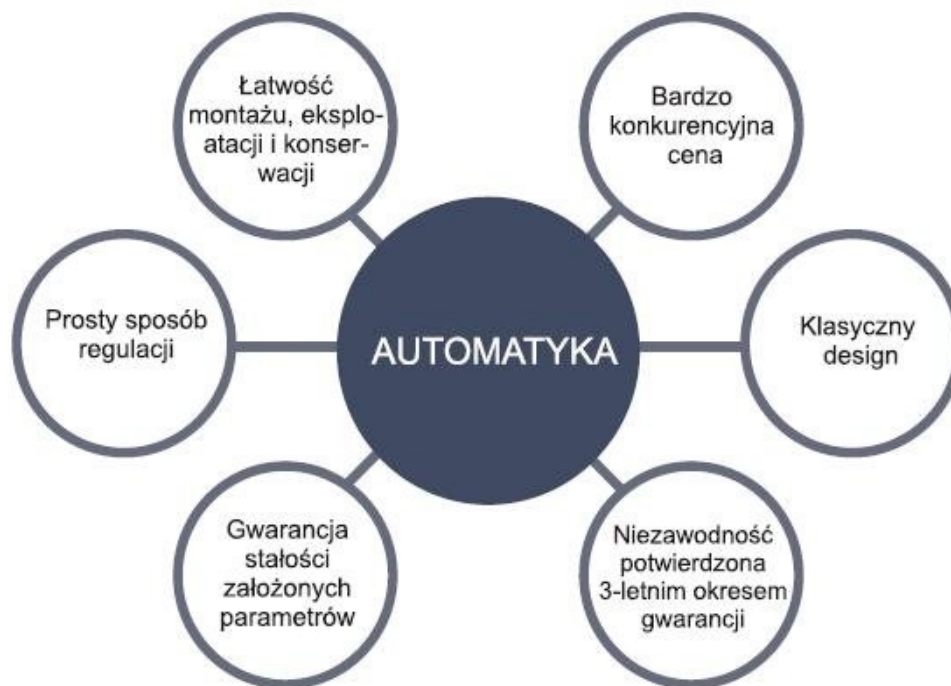 Łatwość
montażu, eksplo-
atacji i konser-
wacji
Bardzo
konkurencyjna
cena
Prosty sposób
regulacji
AUTOMATYKA
Klasyczny
design
Gwarancja
stałości
założonych
parametrów
Niezawodność
potwierdzona
3-letnim okresem
gwarancji